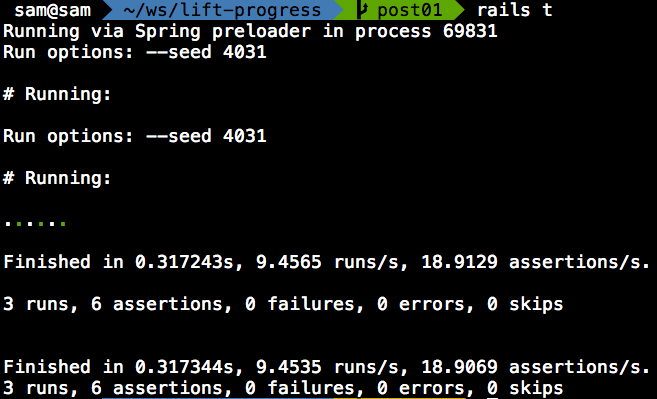 sam@sam ~/ws/lift-progress post01 rails t
Running via Spring preloader in process 69831
Run options: --seed 4031
# Running:
Run options: --seed 4031
# Running:
......
Finished in 0.317243s, 9.4565 runs/s, 18.9129 assertions/s.
3 runs, 6 assertions, 0 failures, 0 errors, 0 skips
Finished in 0.317344s, 9.4535 runs/s, 18.9069 assertions/s.
3 runs, 6 assertions, 0 failures, 0 errors, 0 skips